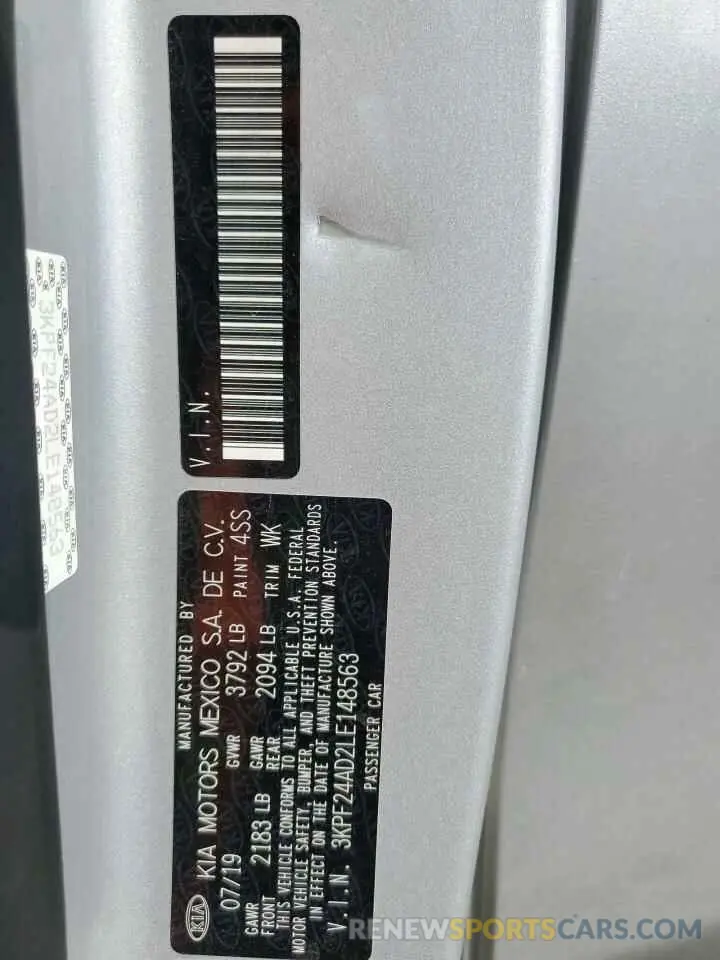 V.I.N.
MANUFACTURED BY
KIA KIA MOTORS MEXICO S.A. DE C.V.
07/19 GVWR 3792 LB PAINT 4SS
GAWR FRONT 2183 LB GAWR REAR 2094 LB TRIM WK
THIS VEHICLE CONFORMS TO ALL APPLICABLE U.S.A. FEDERAL
MOTOR VEHICLE SAFETY, BUMPER, AND THEFT PREVENTION STANDARDS
IN EFFECT ON THE DATE OF MANUFACTURE SHOWN ABOVE.
V.I.N. 3KPF24AD2LE148563
PASSENGER CAR
3KPF24AD2LE148563
RENEWSPORTSCARS.COM